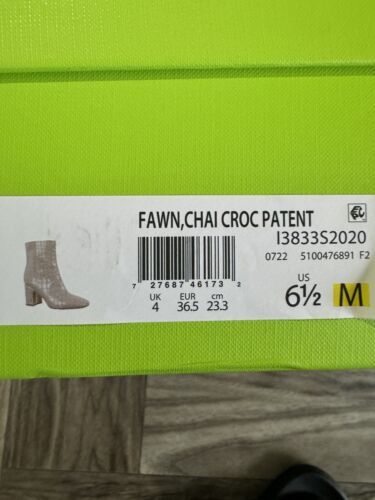 FAWN,CHAI CROC PATENT
I3833S2020
0722 5100476891 F2
7 27687 46173 2
UK EUR cm
4 36.5 23.3
US
6½ M